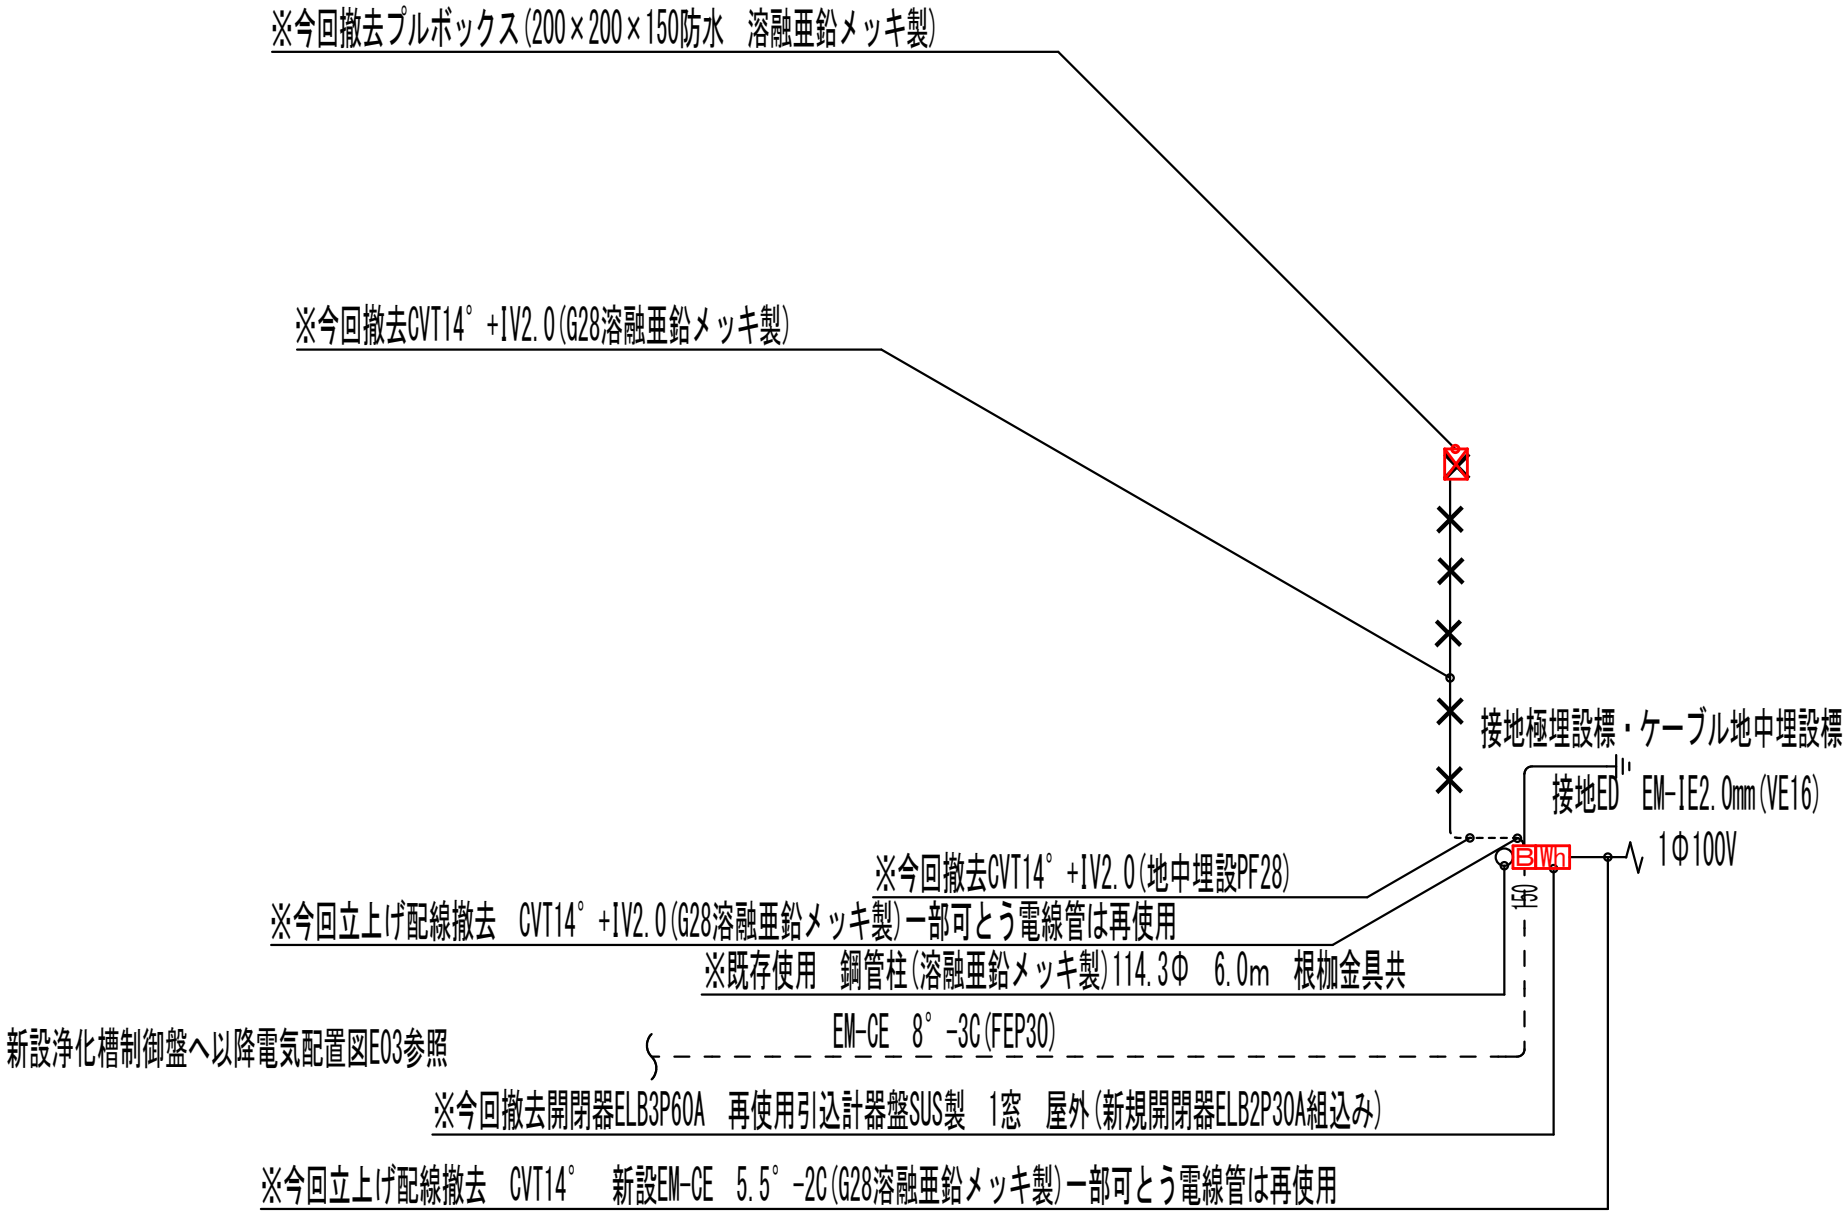 ※今回撤去プルボックス(200×200×150防水　溶融亜鉛メッキ製)
※今回撤去CVT14°+IV2.0(G28溶融亜鉛メッキ製)
接地極埋設標・ケーブル地中埋設標
接地ED　EM-IE2.0mm(VE16)
1Φ100V
B Wh
※今回撤去CVT14°+IV2.0(地中埋設PF28)
150
※今回立上げ配線撤去　CVT14°+IV2.0(G28溶融亜鉛メッキ製)一部可とう電線管は再使用
※既存使用　鋼管柱(溶融亜鉛メッキ製)114.3Φ　6.0m　根枷金具共
EM-CE　8°-3C(FEP30)
新設浄化槽制御盤へ以降電気配置図E03参照
※今回撤去開閉器ELB3P60A　再使用引込計器盤SUS製　1窓　屋外(新規開閉器ELB2P30A組込み)
※今回立上げ配線撤去　CVT14°　新設EM-CE　5.5°-2C(G28溶融亜鉛メッキ製)一部可とう電線管は再使用